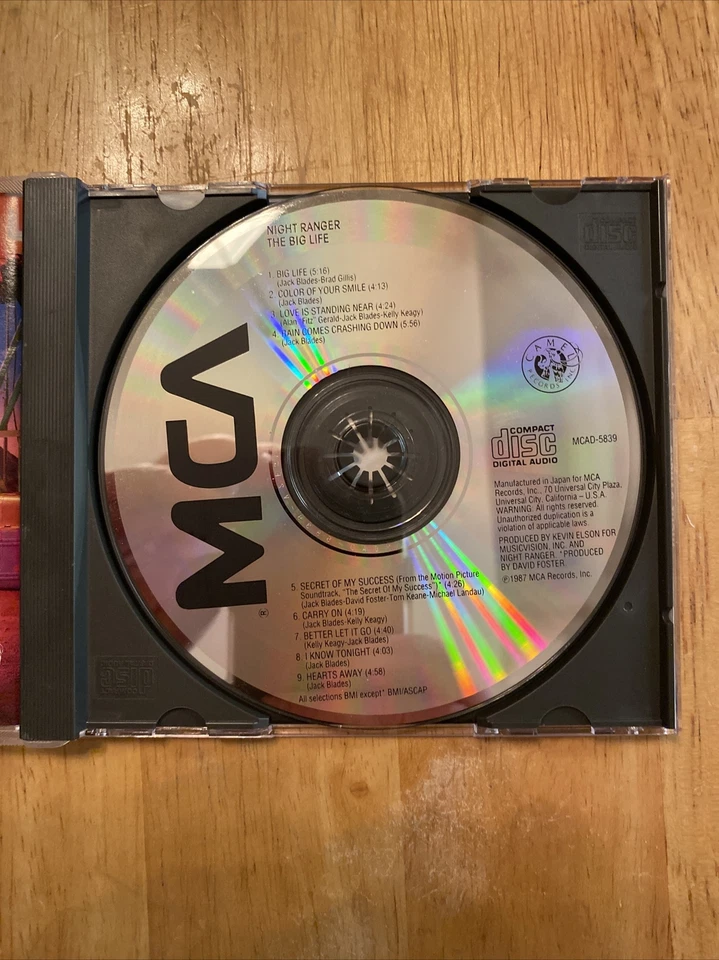 NIGHT RANGER
THE BIG LIFE
1. BIG LIFE (5:16)
(Jack Blades-Brad Gillis)
2. COLOR OF YOUR SMILE (4:13)
(Jack Blades)
3. LOVE IS STANDING NEAR (4:24)
(Alan "Fitz" Gerald-Jack Blades-Kelly Keagy)
4. RAIN COMES CRASHING DOWN (5:56)
(Jack Blades)
MCA
CAMEL
RECORDS INC.
COMPACT
disc
DIGITAL AUDIO
MCAD-5839
Manufactured in Japan for MCA
Records, Inc., 70 Universal City Plaza,
Universal City, California – U.S.A.
WARNING: All rights reserved.
Unauthorized duplication is a
violation of applicable laws.
PRODUCED BY KEVIN ELSON FOR
MUSICVISION, INC. AND
NIGHT RANGER. *PRODUCED
BY DAVID FOSTER.
℗1987 MCA Records, Inc.
5. SECRET OF MY SUCCESS (From the Motion Picture
Soundtrack, "The Secret Of My Success")* (4:26)
(Jack Blades-David Foster-Tom Keane-Michael Landau)
6. CARRY ON (4:19)
(Jack Blades-Kelly Keagy)
7. BETTER LET IT GO (4:40)
(Kelly Keagy-Jack Blades)
8. I KNOW TONIGHT (4:03)
(Jack Blades)
9. HEARTS AWAY (4:58)
(Jack Blades)
All selections BMI except* BMI/ASCAP
disc
disc